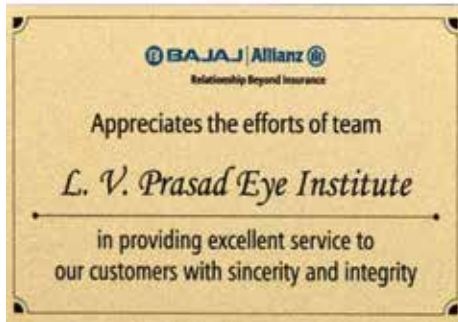 BAJAJ | Allianz
Relationship Beyond Insurance
Appreciates the efforts of team
L. V. Prasad Eye Institute
in providing excellent service to
our customers with sincerity and integrity